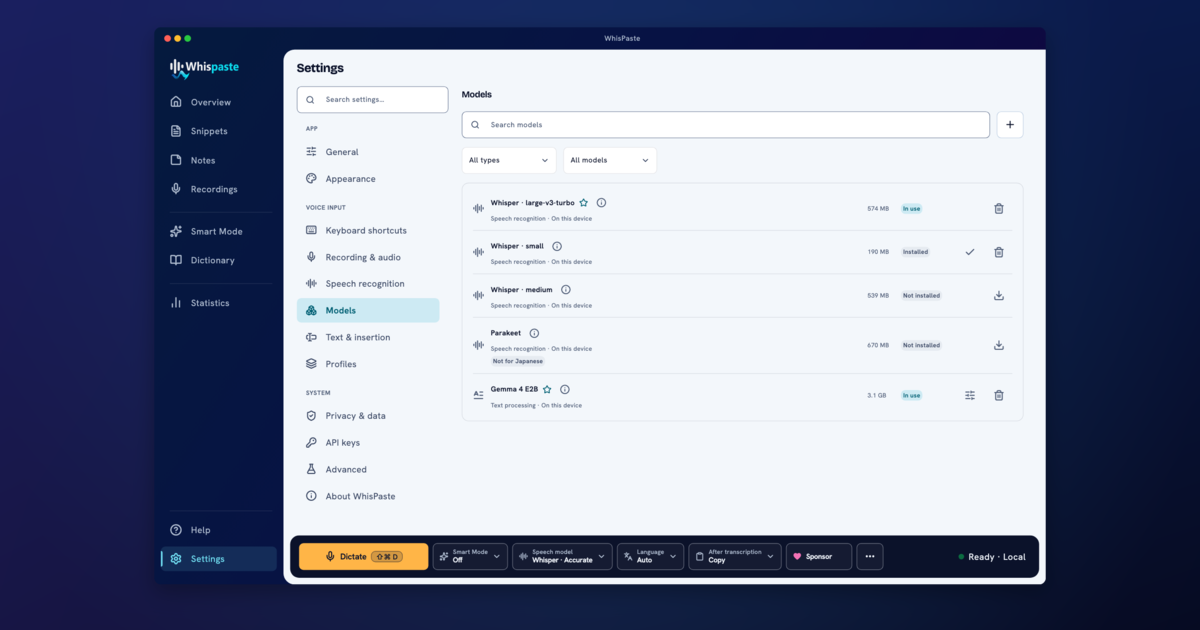 WhisPaste
Whispaste
Overview
Snippets
Notes
Recordings
Smart Mode
Dictionary
Statistics
Help
Settings
Settings
Search settings...
APP
General
Appearance
VOICE INPUT
Keyboard shortcuts
Recording & audio
Speech recognition
Models
Text & insertion
Profiles
SYSTEM
Privacy & data
API keys
Advanced
About WhisPaste
Models
Search models
All types
All models
Whisper · large-v3-turbo
Speech recognition · On this device
574 MB
In use
Whisper · small
Speech recognition · On this device
190 MB
Installed
Whisper · medium
Speech recognition · On this device
539 MB
Not installed
Parakeet
Speech recognition · On this device
Not for Japanese
670 MB
Not installed
Gemma 4 E2B
Text processing · On this device
3.1 GB
In use
Dictate ⇧⌘D
Smart Mode
Off
Speech model
Whisper · Accurate
Language
Auto
After transcription
Copy
Sponsor
Ready · Local